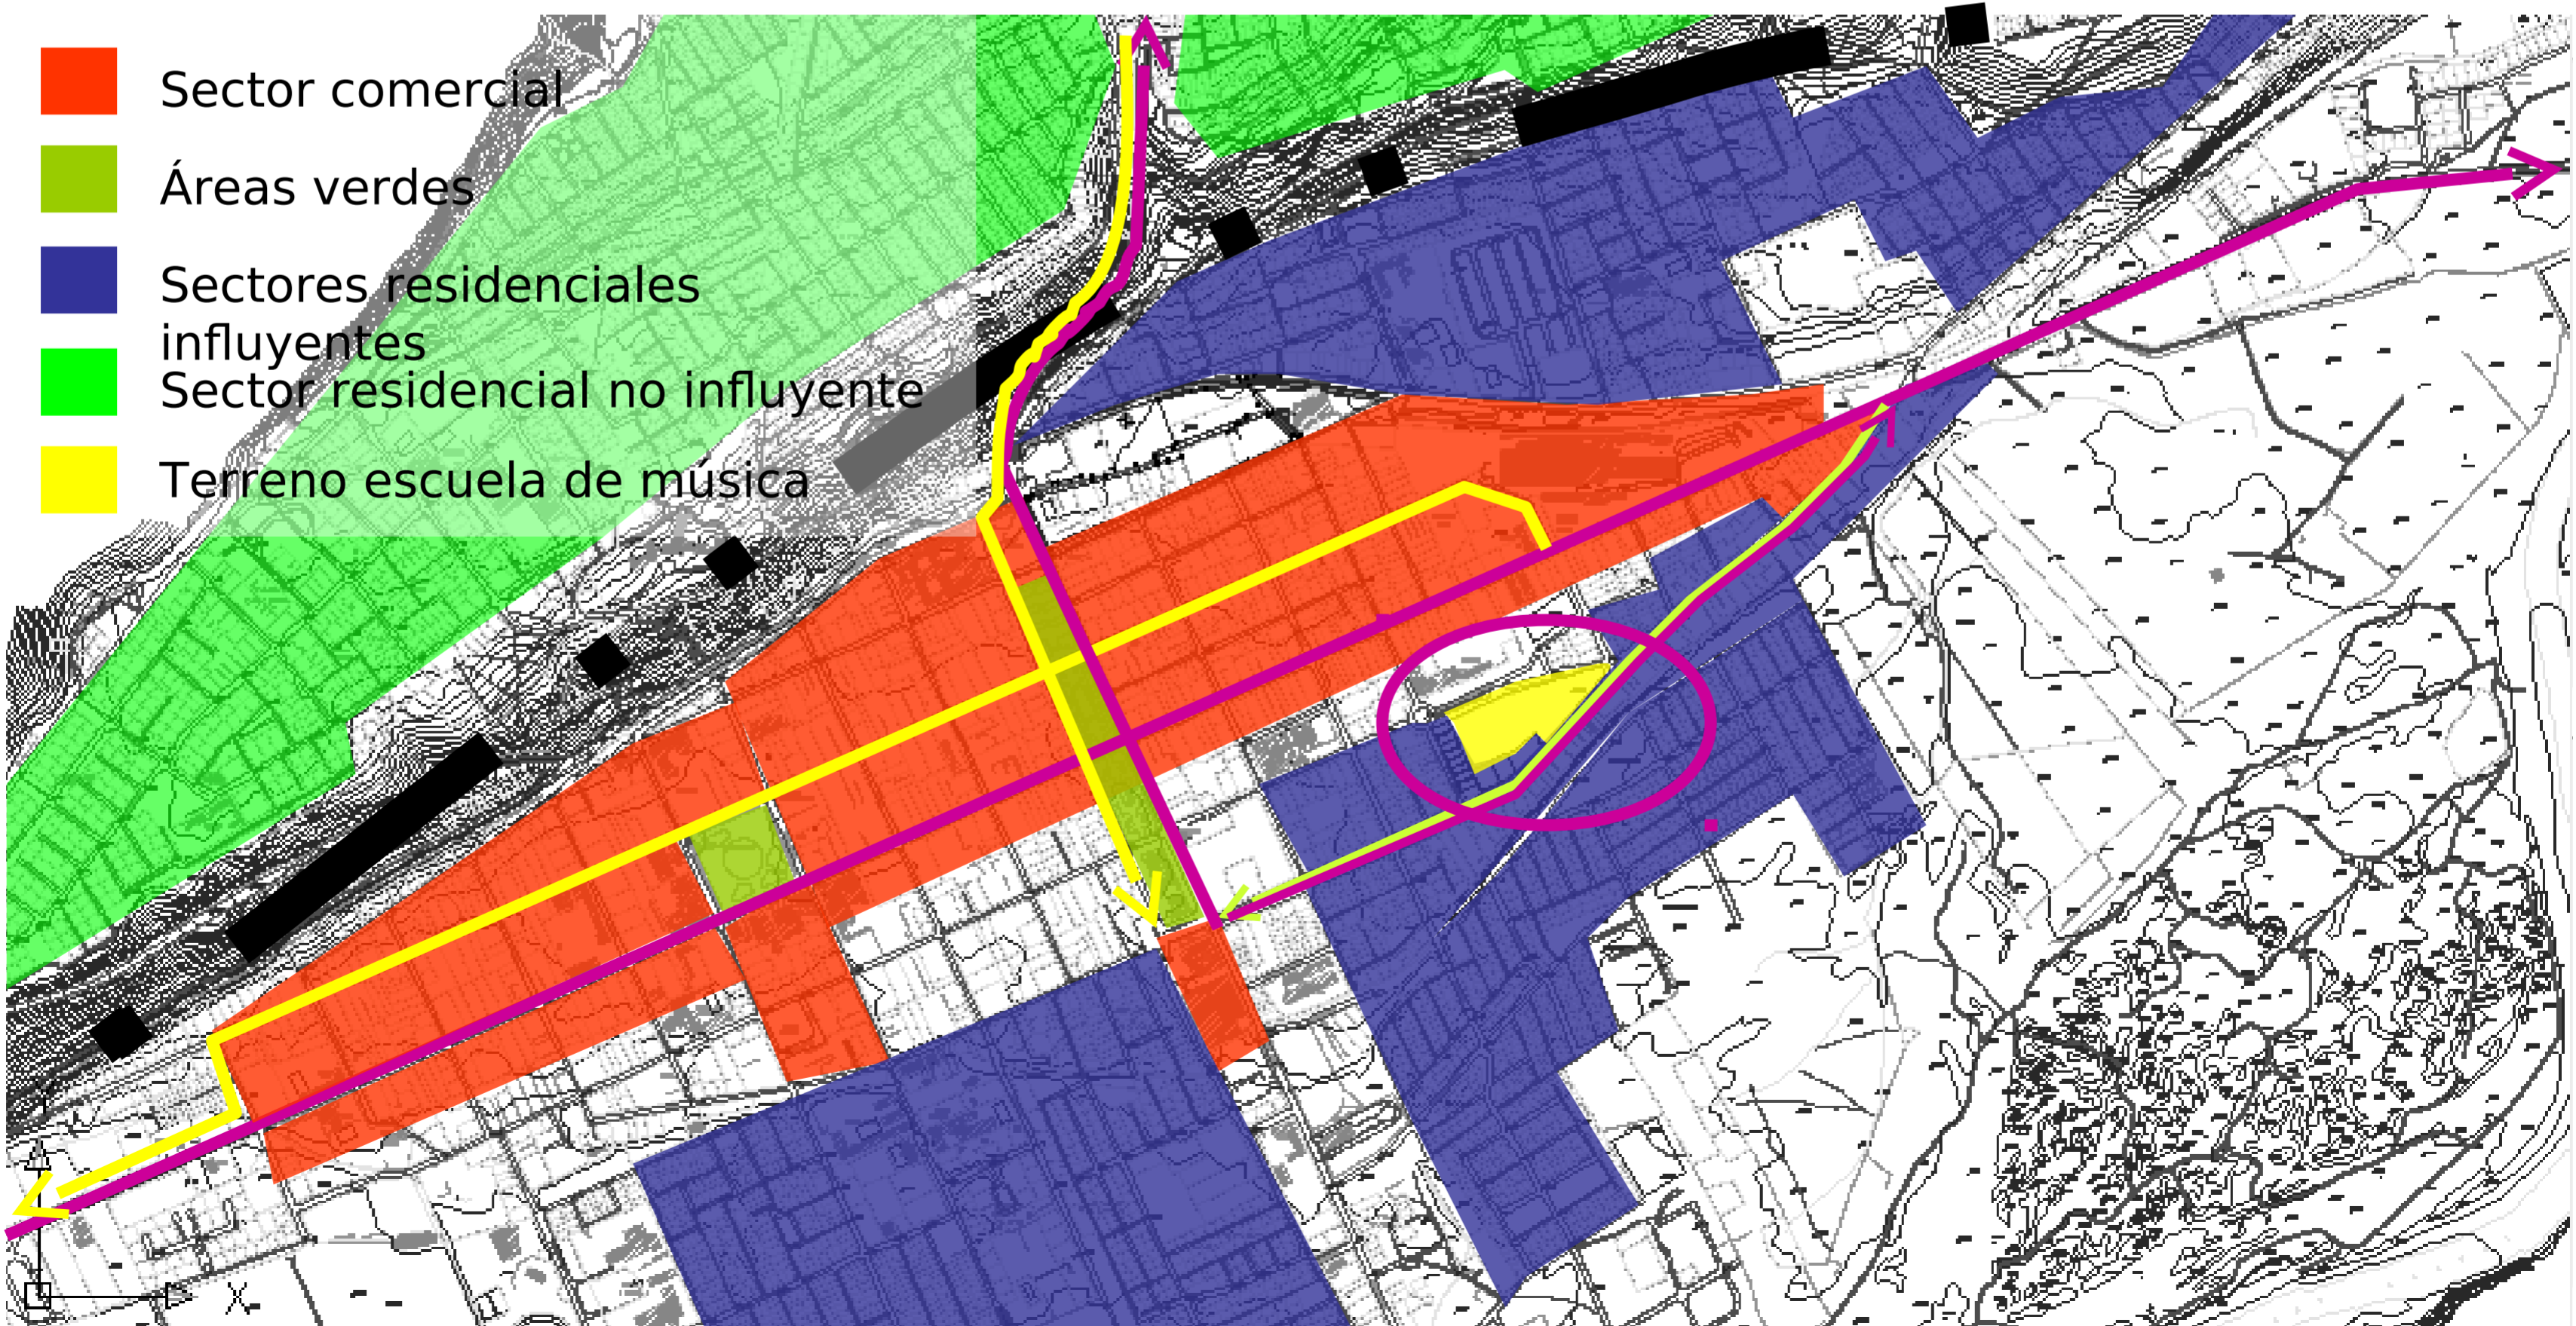 Sector comercial
Áreas verdes
Sectores residenciales
influyentes
Sector residencial no influyente
Terreno escuela de música
X